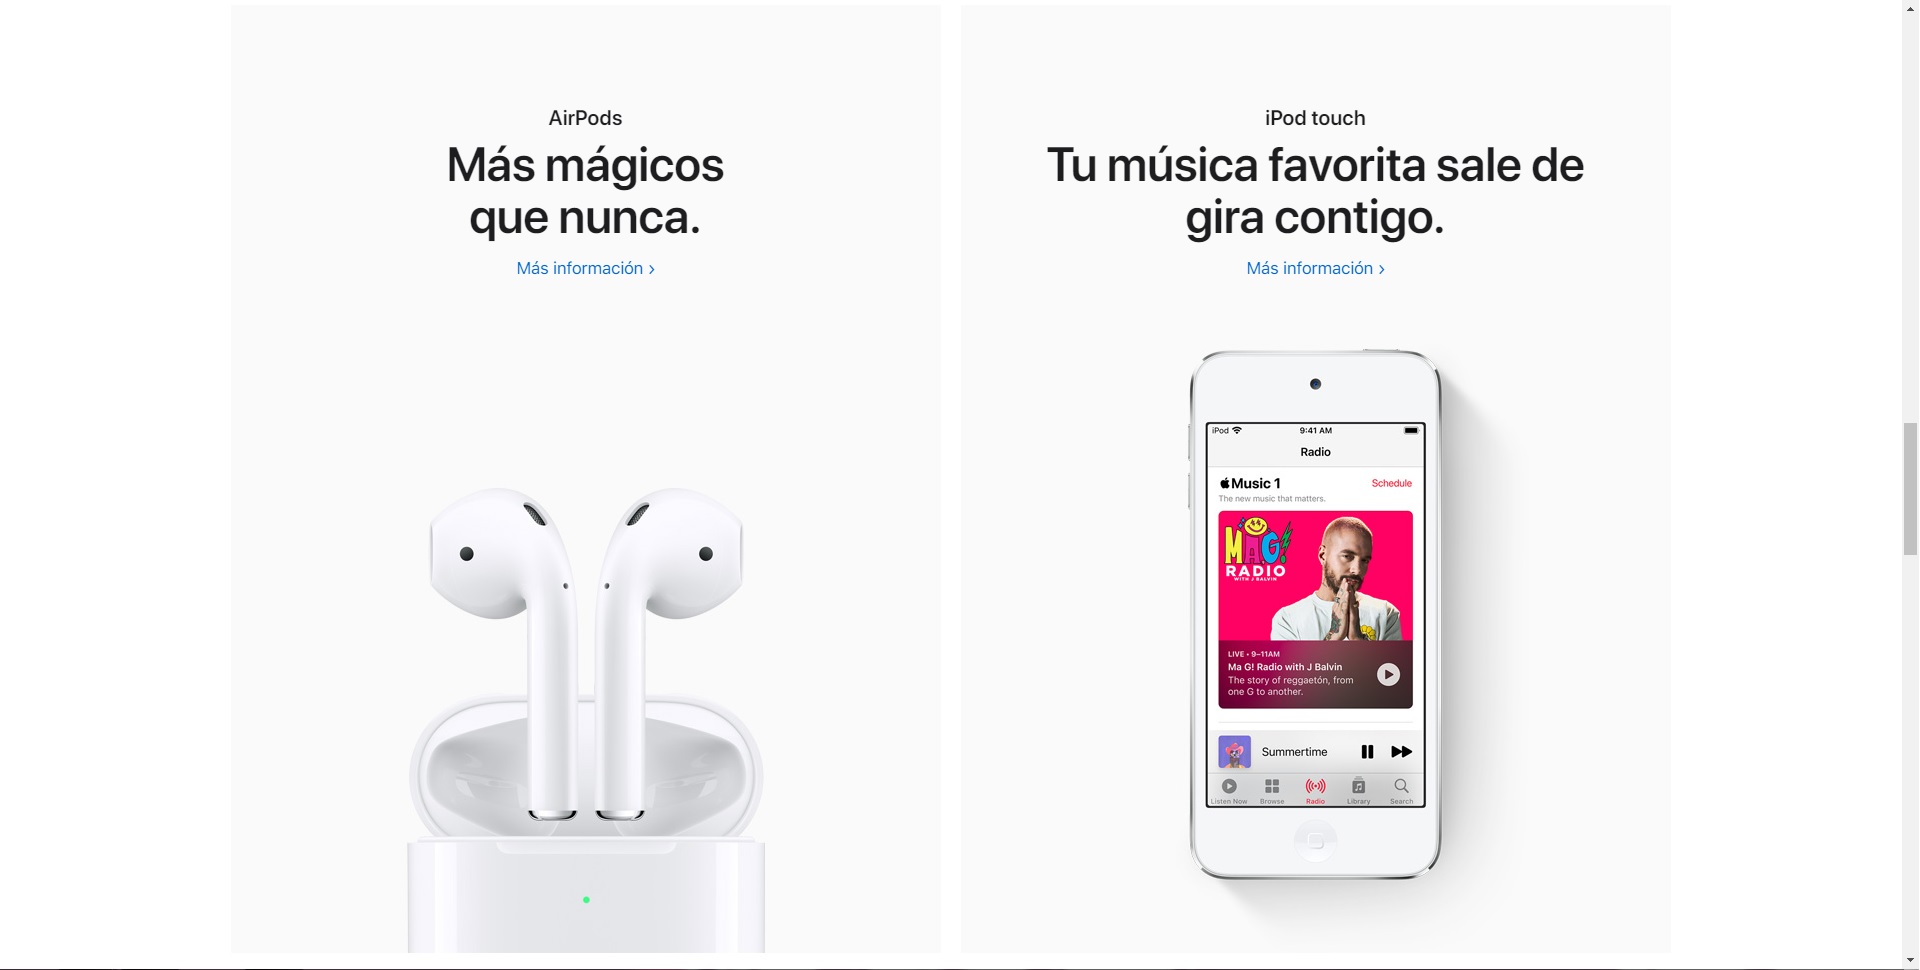 AirPods
Más mágicos
que nunca.
Más información ›
iPod touch
Tu música favorita sale de
gira contigo.
Más información ›
iPod 9:41 AM
Radio
Music 1 Schedule
The new music that matters.
MA G!
RADIO
WITH J BALVIN
LIVE • 9–11AM
Ma G! Radio with J Balvin
The story of reggaetón, from
one G to another.
Summertime
Listen Now Browse Radio Library Search